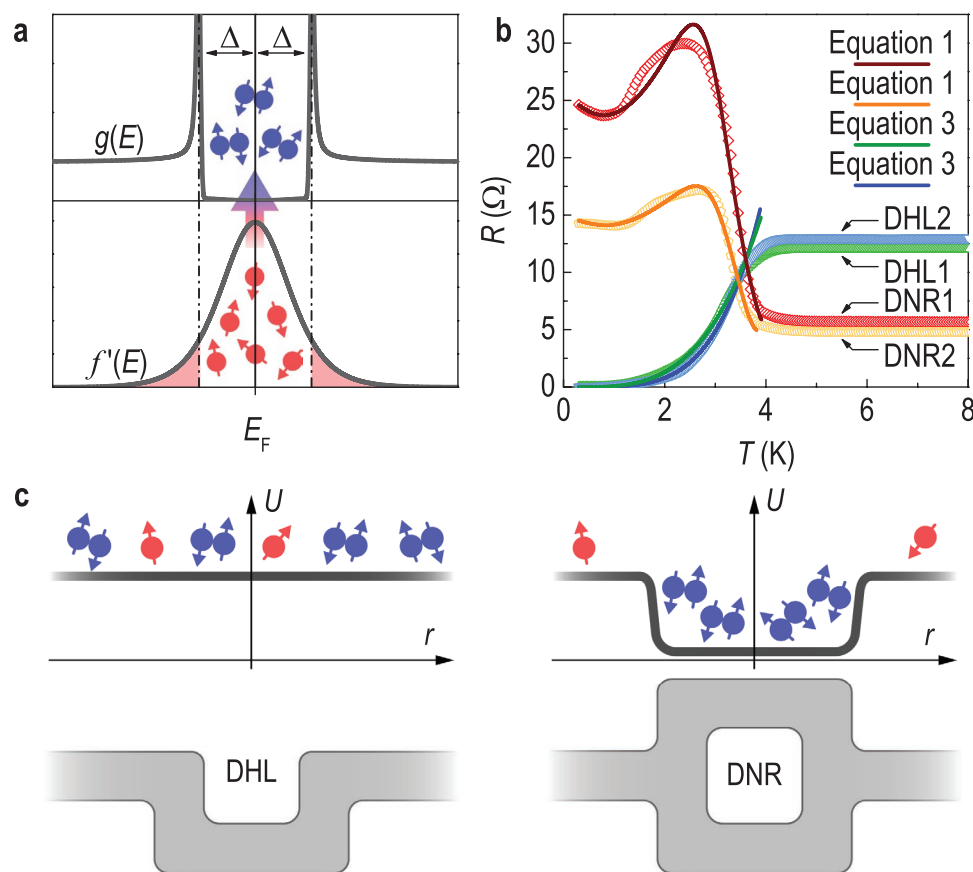 a
Δ Δ
g(E)
f'(E)
E_F
b
R (Ω)
30
25
20
15
10
5
0
0 2 4 6 8
T (K)
Equation 1
Equation 1
Equation 3
Equation 3
DHL2
DHL1
DNR1
DNR2
c
U
r
DHL
U
r
DNR